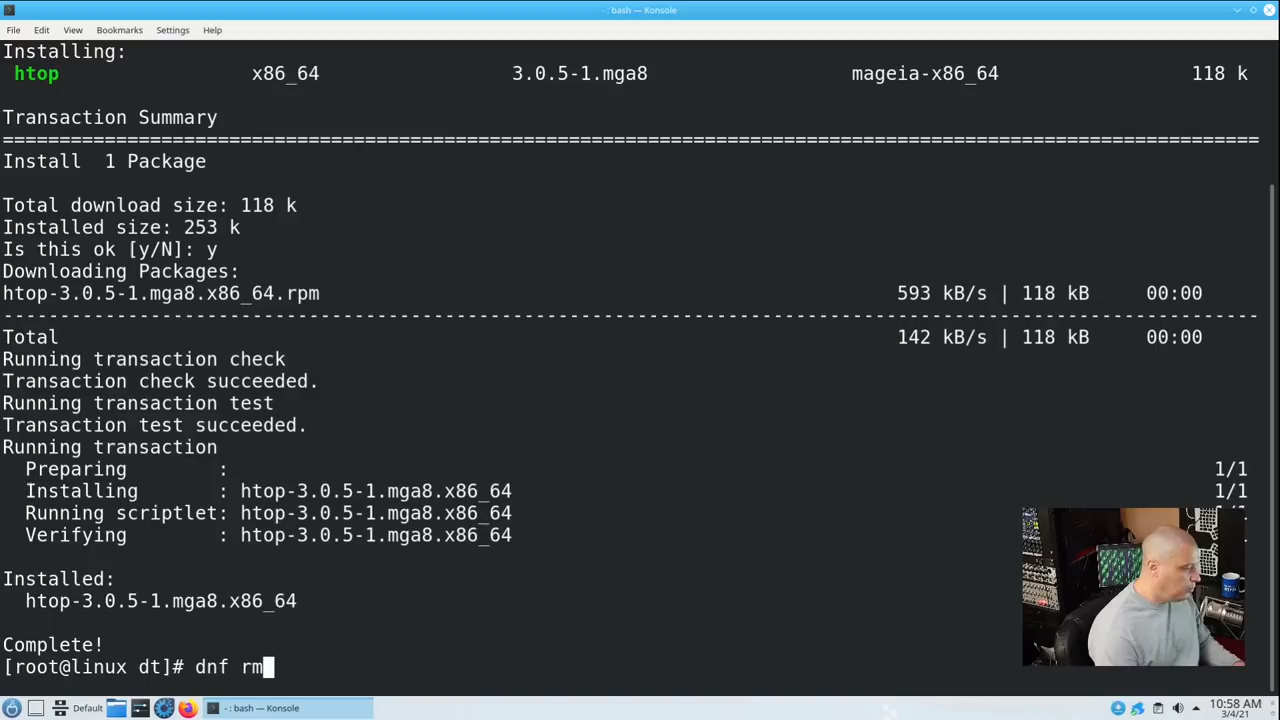 - : bash — Konsole
File Edit View Bookmarks Settings Help
Installing:
htop x86_64 3.0.5-1.mga8 mageia-x86_64 118 k
Transaction Summary
================================================================================================================
Install 1 Package
Total download size: 118 k
Installed size: 253 k
Is this ok [y/N]: y
Downloading Packages:
htop-3.0.5-1.mga8.x86_64.rpm 593 kB/s | 118 kB 00:00
----------------------------------------------------------------------------------------------------------------
Total 142 kB/s | 118 kB 00:00
Running transaction check
Transaction check succeeded.
Running transaction test
Transaction test succeeded.
Running transaction
Preparing : 1/1
Installing : htop-3.0.5-1.mga8.x86_64 1/1
Running scriptlet: htop-3.0.5-1.mga8.x86_64
Verifying : htop-3.0.5-1.mga8.x86_64
Installed:
htop-3.0.5-1.mga8.x86_64
Complete!
[root@linux dt]# dnf rm
Default - : bash — Konsole 10:58 AM
3/4/21